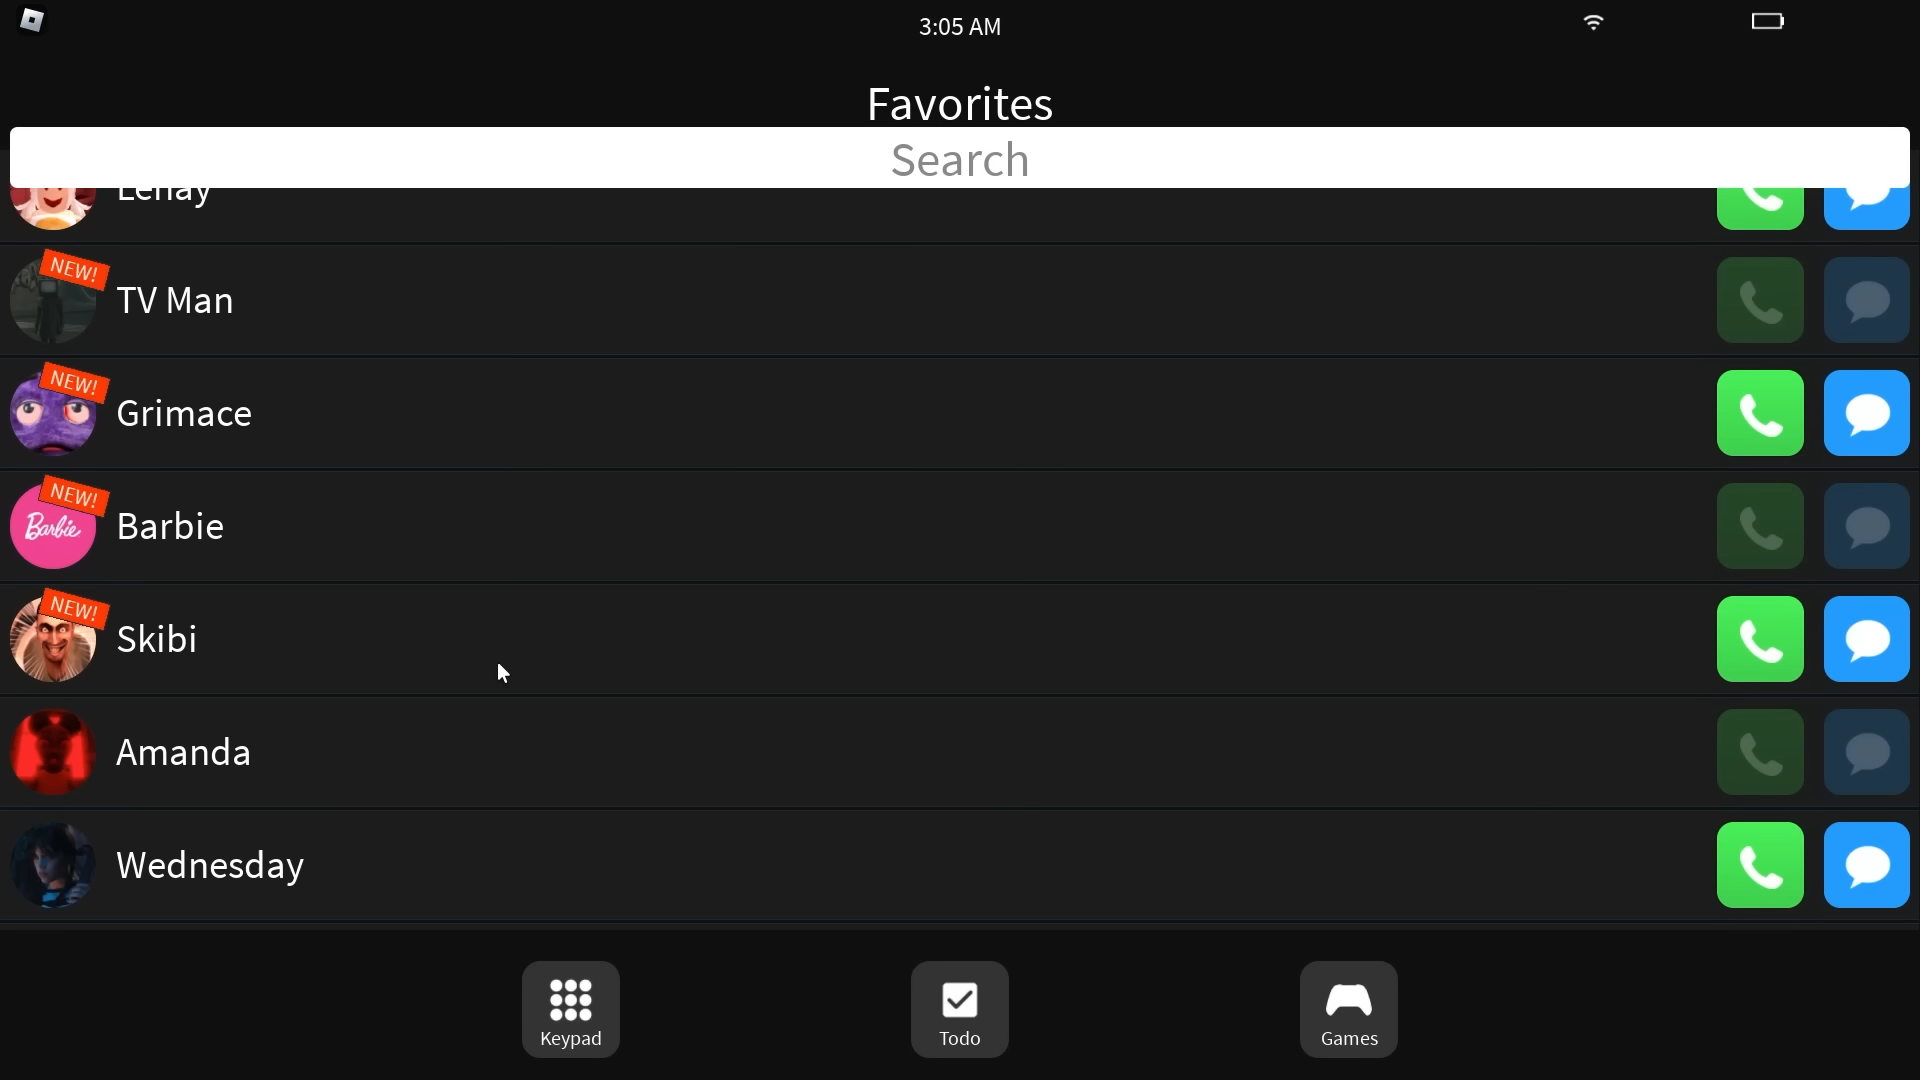 3:05 AM
Favorites
Search
Lenay
NEW!
TV Man
NEW!
Grimace
NEW!
Barbie
Barbie
NEW!
Skibi
Amanda
Wednesday
Keypad
Todo
Games